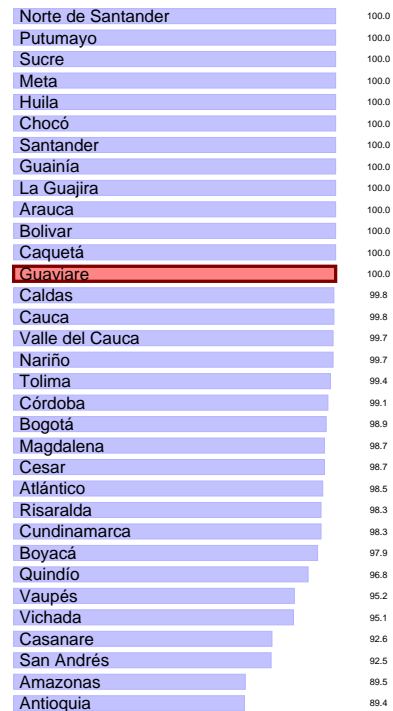 Norte de Santander 100.0
Putumayo 100.0
Sucre 100.0
Meta 100.0
Huila 100.0
Chocó 100.0
Santander 100.0
Guainía 100.0
La Guajira 100.0
Arauca 100.0
Bolivar 100.0
Caquetá 100.0
Guaviare 100.0
Caldas 99.8
Cauca 99.8
Valle del Cauca 99.7
Nariño 99.7
Tolima 99.4
Córdoba 99.1
Bogotá 98.9
Magdalena 98.7
Cesar 98.7
Atlántico 98.5
Risaralda 98.3
Cundinamarca 98.3
Boyacá 97.9
Quindío 96.8
Vaupés 95.2
Vichada 95.1
Casanare 92.6
San Andrés 92.5
Amazonas 89.5
Antioquia 89.4